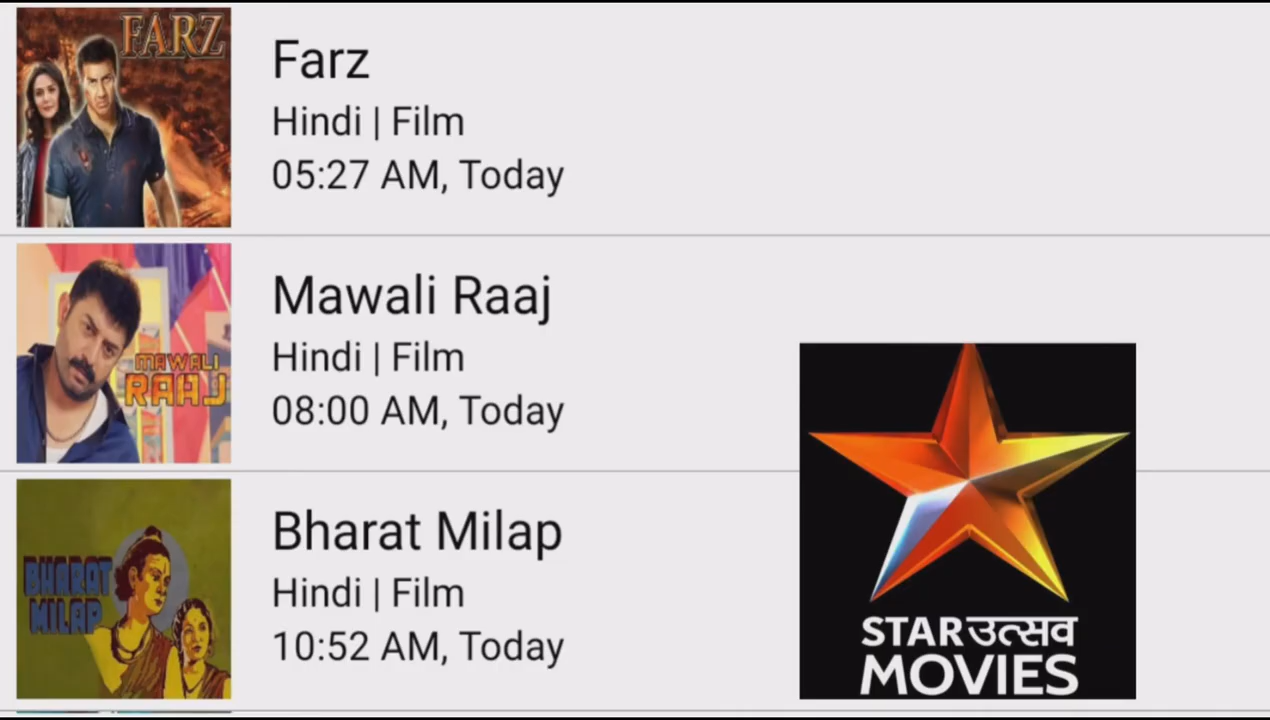 FARZ
Farz
Hindi | Film
05:27 AM, Today
MAWALI
RAAJ
Mawali Raaj
Hindi | Film
08:00 AM, Today
BHARAT
MILAP
Bharat Milap
Hindi | Film
10:52 AM, Today
STAR उत्सव
MOVIES